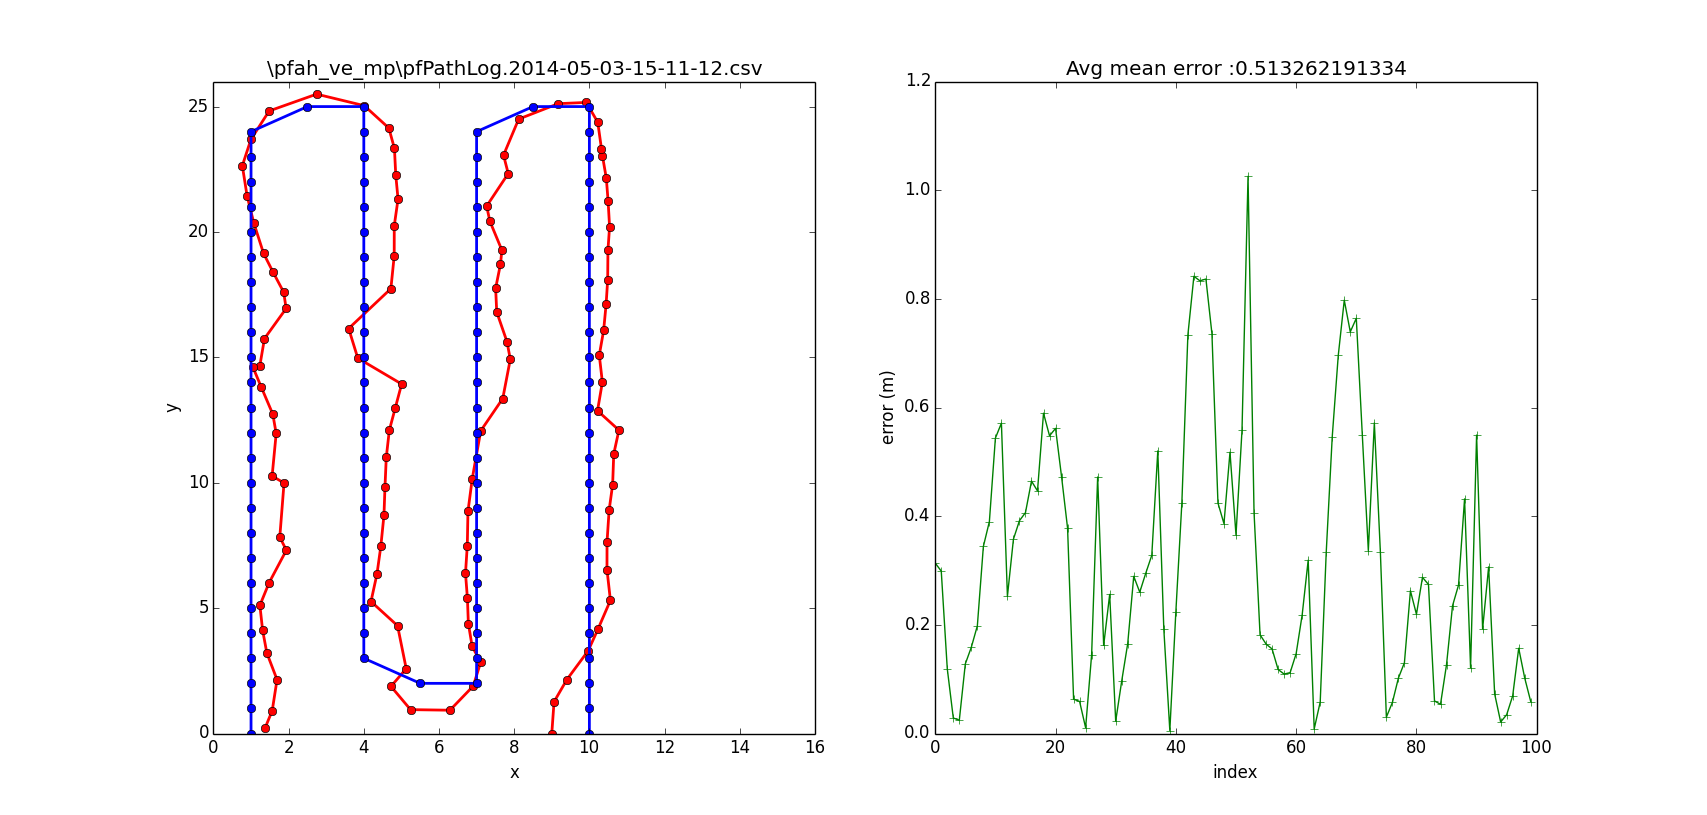 \pfah_ve_mp\pfPathLog.2014-05-03-15-11-12.csv
25
20
15
10
5
0
y
0 2 4 6 8 10 12 14 16
x
Avg mean error :0.513262191334
1.2
1.0
0.8
0.6
0.4
0.2
0.0
error (m)
0 20 40 60 80 100
index